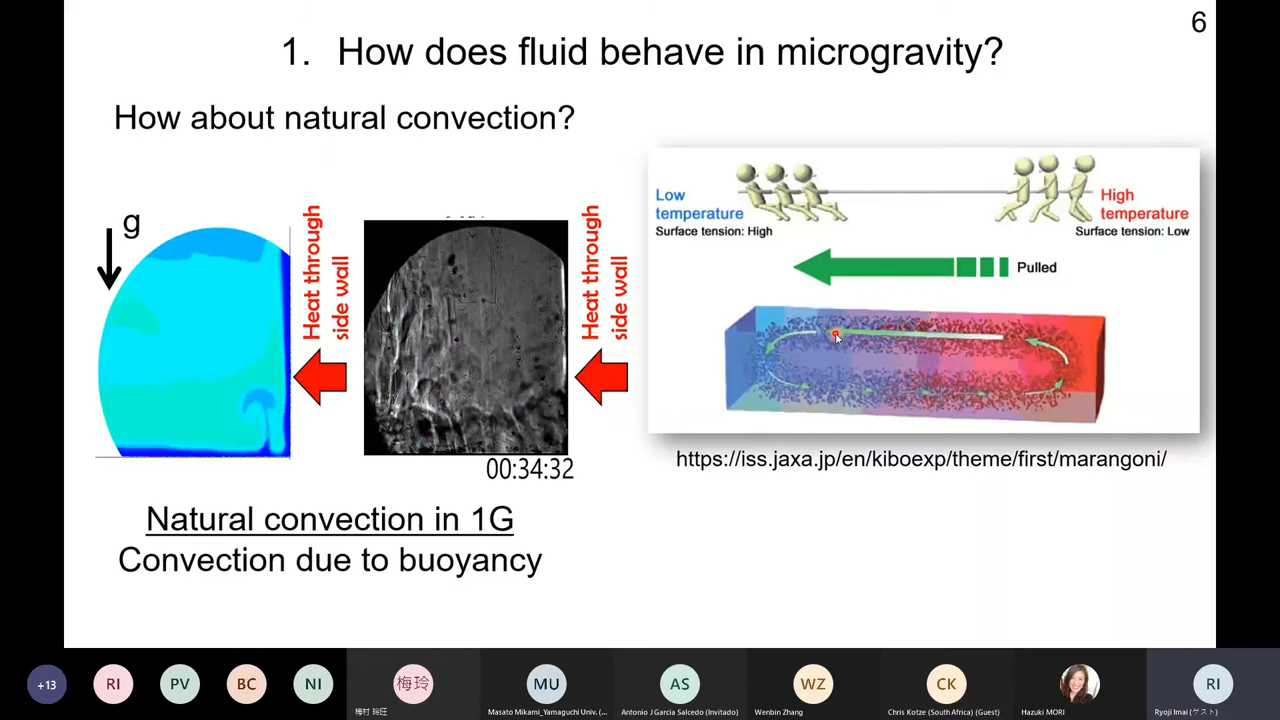 6
1. How does fluid behave in microgravity?
How about natural convection?
g
Heat through
side wall
Heat through
side wall
00:34:32
Low
temperature
Surface tension: High
High
temperature
Surface tension: Low
Pulled
https://iss.jaxa.jp/en/kiboexp/theme/first/marangoni/
Natural convection in 1G
Convection due to buoyancy
+13
RI
PV
BC
NI
梅玲
MU
AS
WZ
CK
RI
梅村
Masato Mikami_Yamaguchi Univ. (...
Antonio J Garcia Salcedo (Invitado)
Wenbin Zhang
Chris Kotze (South Africa) (Guest)
Hazuki MORI
Ryoji Imai (ゲスト)